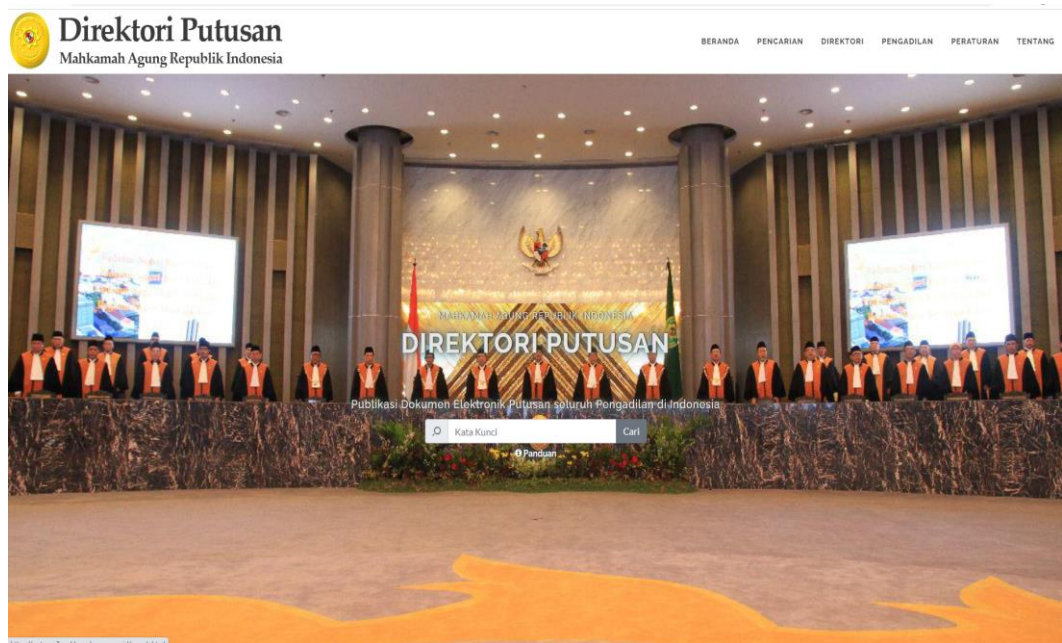 Direktori Putusan
Mahkamah Agung Republik Indonesia
BERANDA PENCARIAN DIREKTORI PENGADILAN PERATURAN TENTANG
MAHKAMAH AGUNG REPUBLIK INDONESIA
DIREKTORI PUTUSAN
Publikasi Dokumen Elektronik Putusan seluruh Pengadilan di Indonesia
Kata Kunci
Cari
Panduan